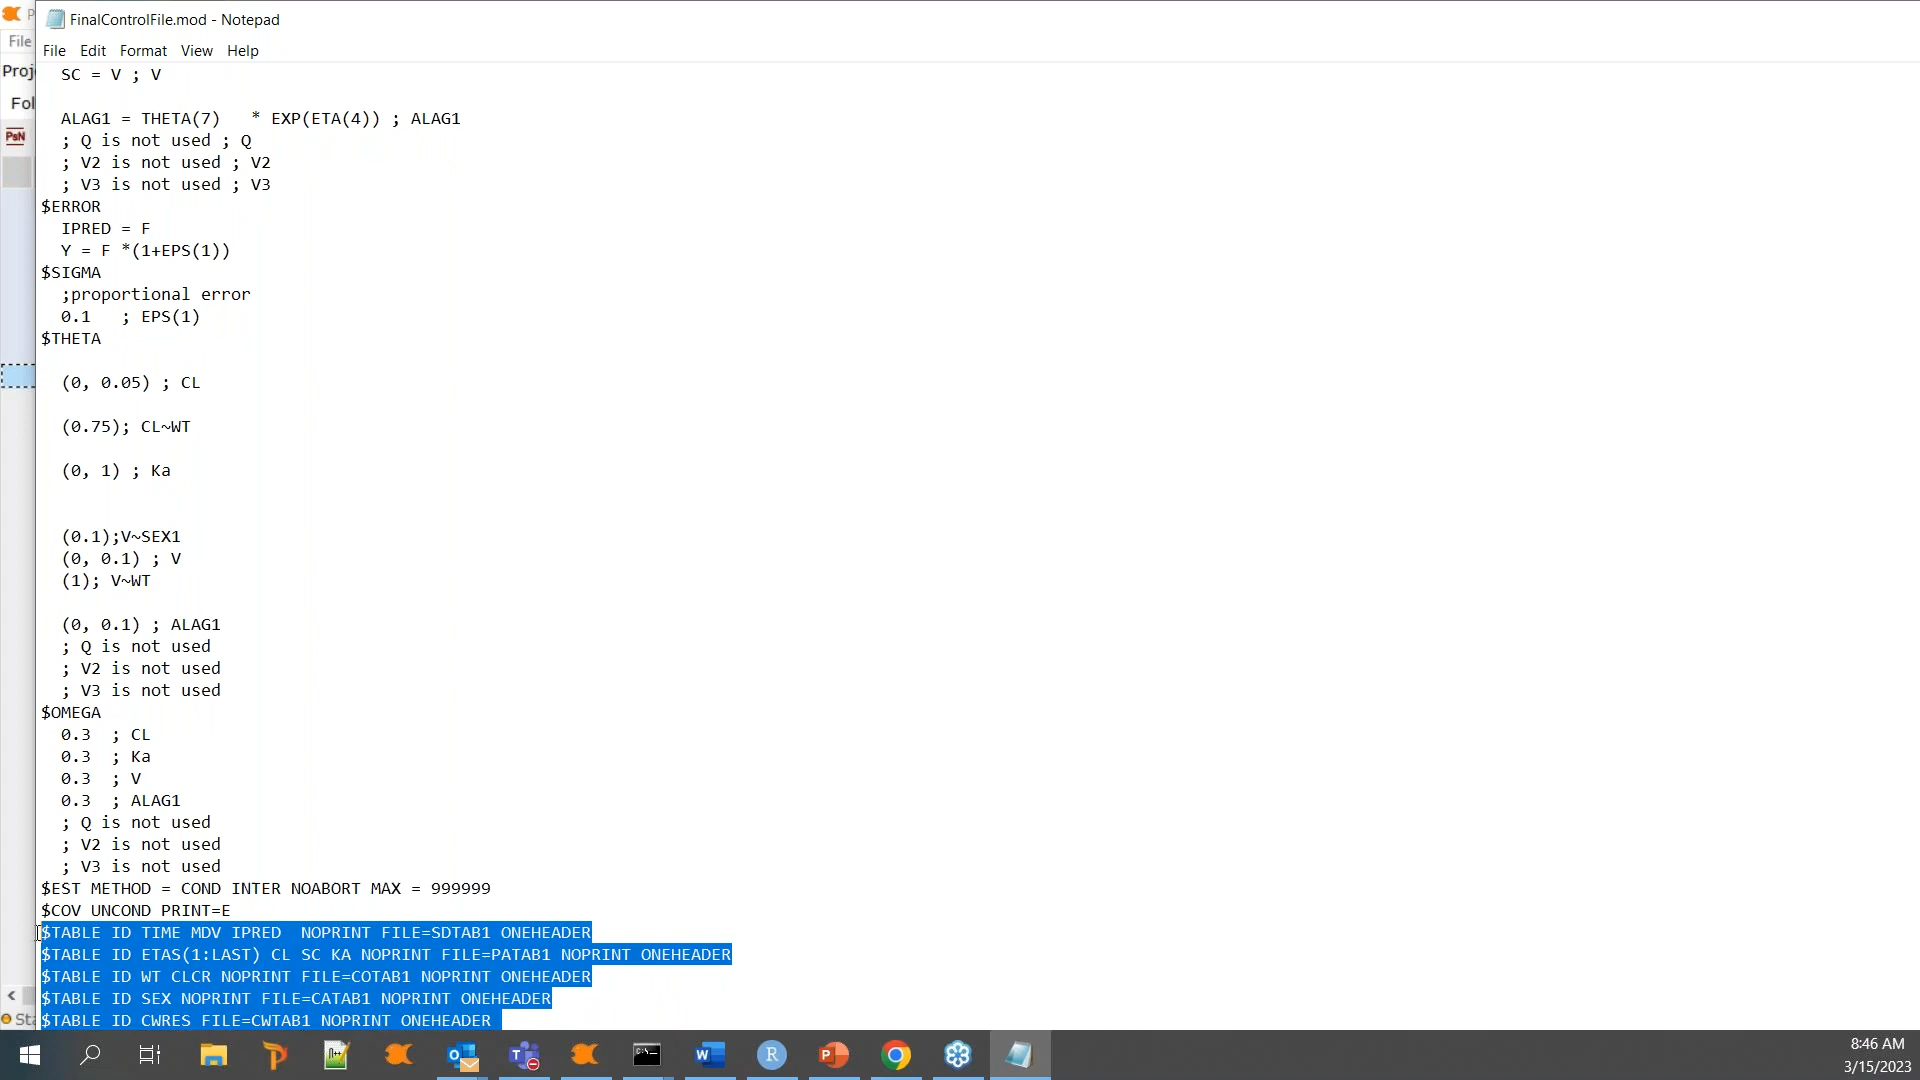 FinalControlFile.mod - Notepad
File Edit Format View Help
File
Proj
Fol
PsN
SC = V ; V
ALAG1 = THETA(7)   * EXP(ETA(4)) ; ALAG1
; Q is not used ; Q
; V2 is not used ; V2
; V3 is not used ; V3
$ERROR
IPRED = F
Y = F *(1+EPS(1))
$SIGMA
;proportional error
0.1   ; EPS(1)
$THETA
(0, 0.05) ; CL
(0.75); CL~WT
(0, 1) ; Ka
(0.1);V~SEX1
(0, 0.1) ; V
(1); V~WT
(0, 0.1) ; ALAG1
; Q is not used
; V2 is not used
; V3 is not used
$OMEGA
0.3  ; CL
0.3  ; Ka
0.3  ; V
0.3  ; ALAG1
; Q is not used
; V2 is not used
; V3 is not used
$EST METHOD = COND INTER NOABORT MAX = 999999
$COV UNCOND PRINT=E
$TABLE ID TIME MDV IPRED  NOPRINT FILE=SDTAB1 ONEHEADER
$TABLE ID ETAS(1:LAST) CL SC KA NOPRINT FILE=PATAB1 NOPRINT ONEHEADER
$TABLE ID WT CLCR NOPRINT FILE=COTAB1 NOPRINT ONEHEADER
$TABLE ID SEX NOPRINT FILE=CATAB1 NOPRINT ONEHEADER
$TABLE ID CWRES FILE=CWTAB1 NOPRINT ONEHEADER
Sta
8:46 AM
3/15/2023